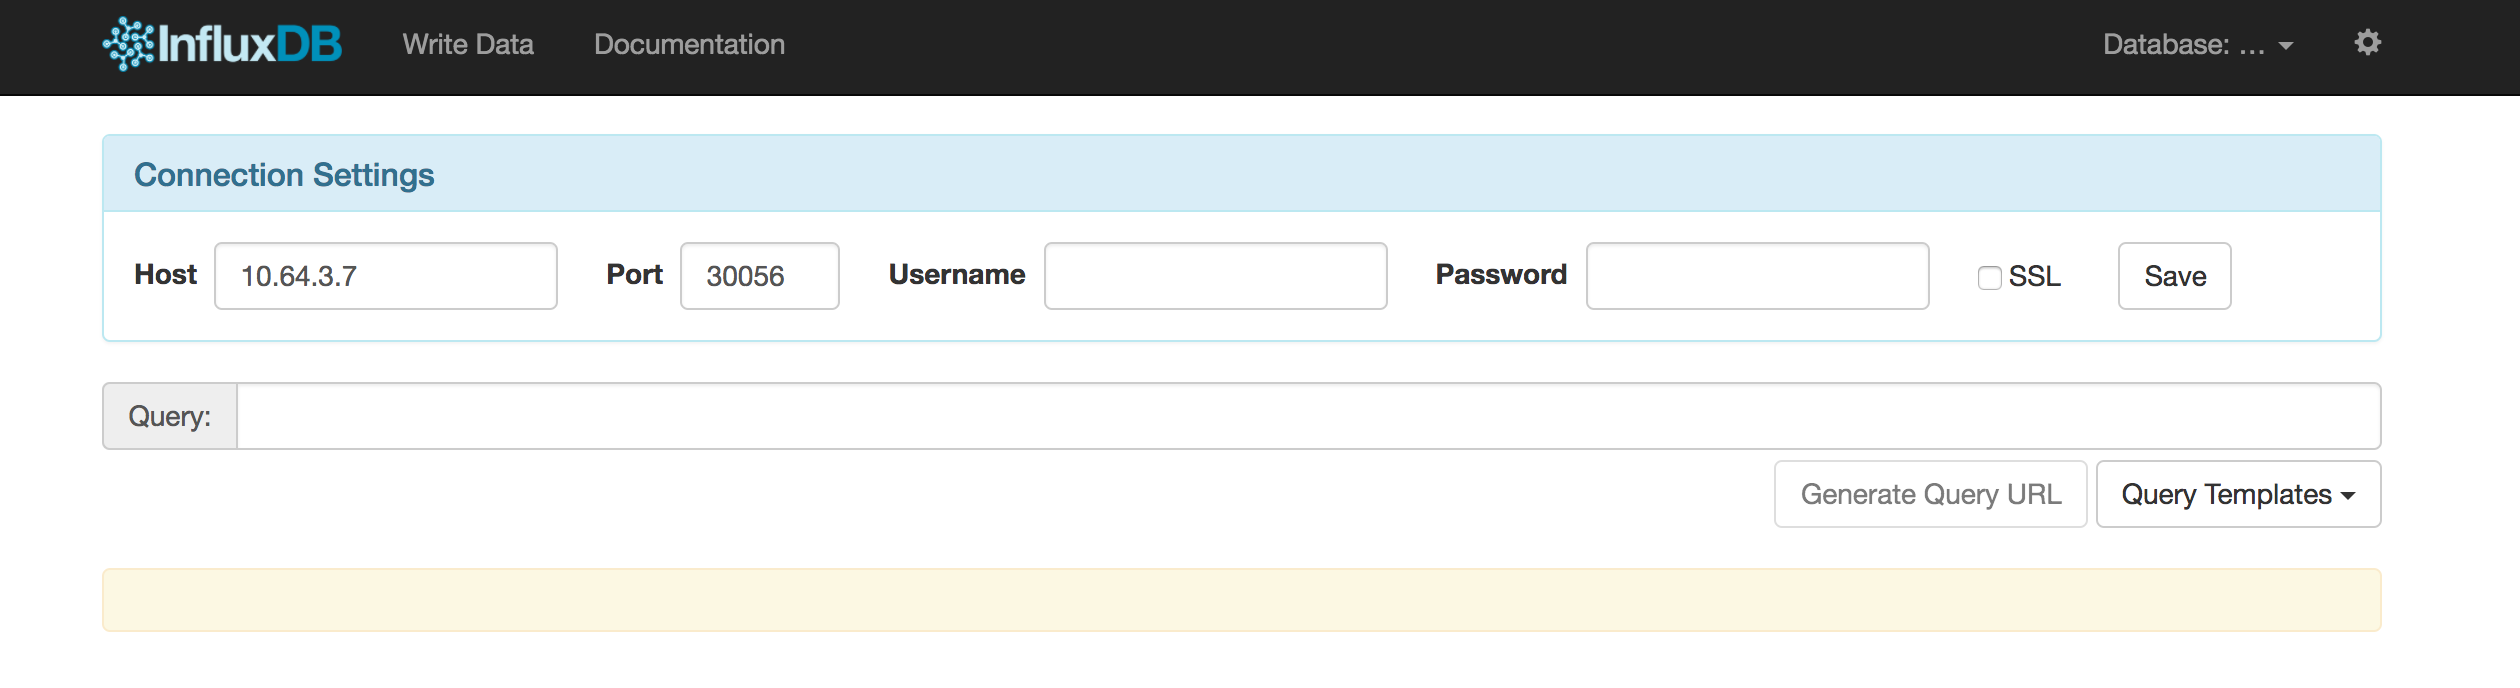 InfluxDB Write Data Documentation Database: ...
Connection Settings
Host 10.64.3.7 Port 30056 Username Password SSL Save
Query:
Generate Query URL Query Templates